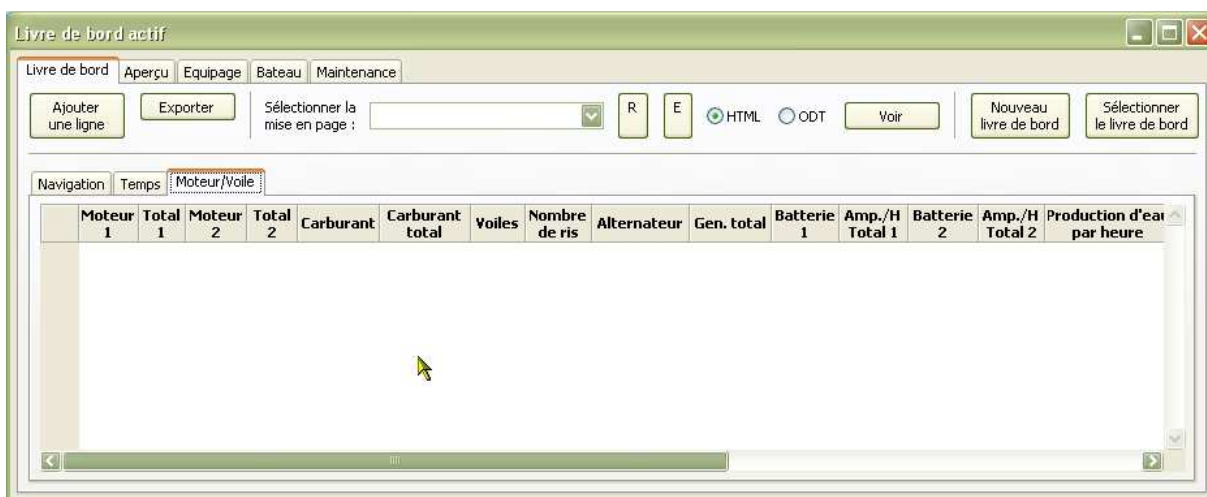 Livre de bord actif
Livre de bord Aperçu Equipage Bateau Maintenance
Ajouter
une ligne
Exporter
Sélectionner la
mise en page :
R E HTML ODT Voir
Nouveau
livre de bord
Sélectionner
le livre de bord
Navigation Temps Moteur/Voile
Moteur
1
Total
1
Moteur
2
Total
2
Carburant
Carburant
total
Voiles
Nombre
de ris
Alternateur
Gen. total
Batterie
1
Amp./H
Total 1
Batterie
2
Amp./H
Total 2
Production d'eau
par heure